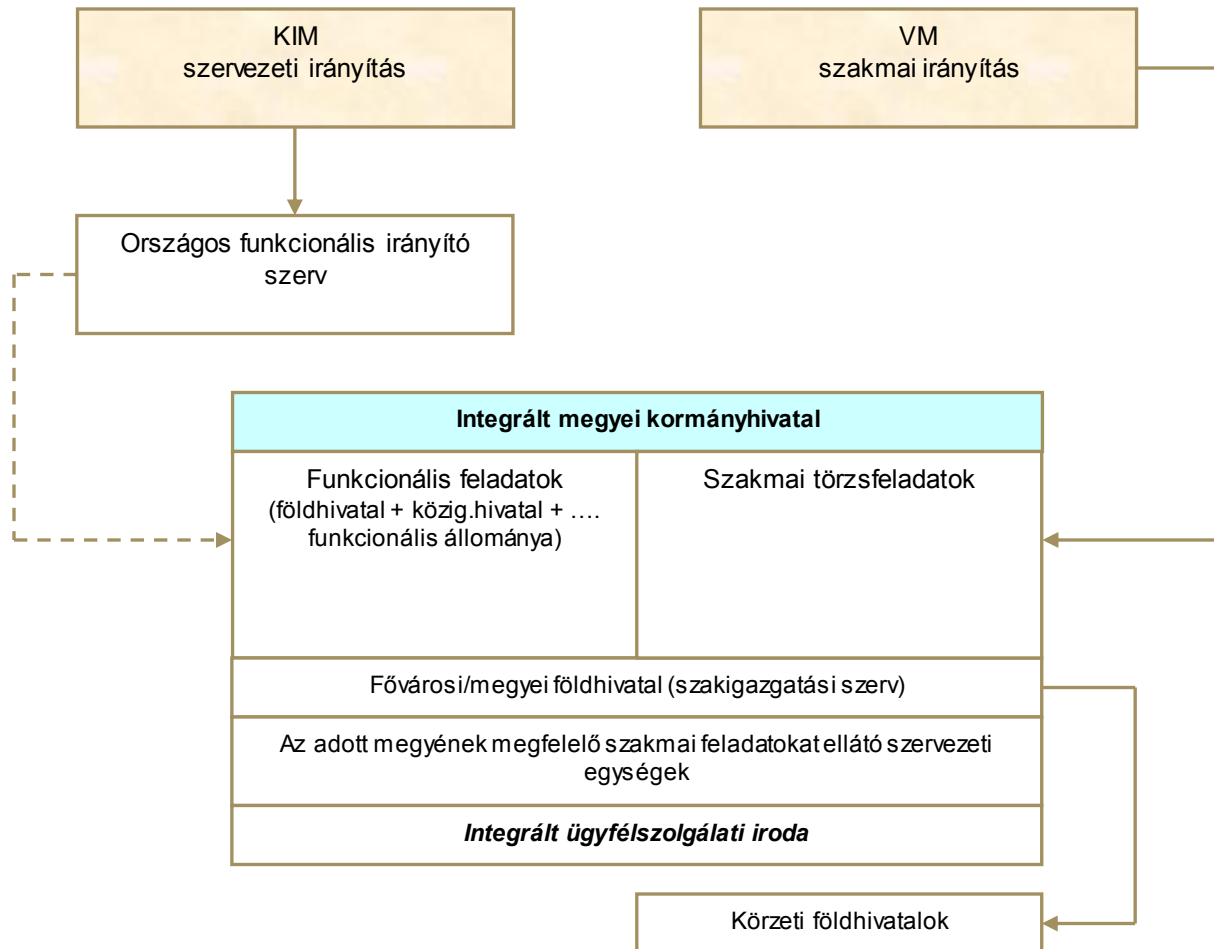 KIM
szervezeti irányítás
VM
szakmai irányítás
Országos funkcionális irányító
szerv
Integrált megyei kormányhivatal
Funkcionális feladatok
(földhivatal + közig.hivatal + ....
funkcionális állománya)
Szakmai törzsfeladatok
Fővárosi/megyei földhivatal (szakigazgatási szerv)
Az adott megyének megfelelő szakmai feladatokat ellátó szervezeti
egységek
Integrált ügyfélszolgálati iroda
Körzeti földhivatalok